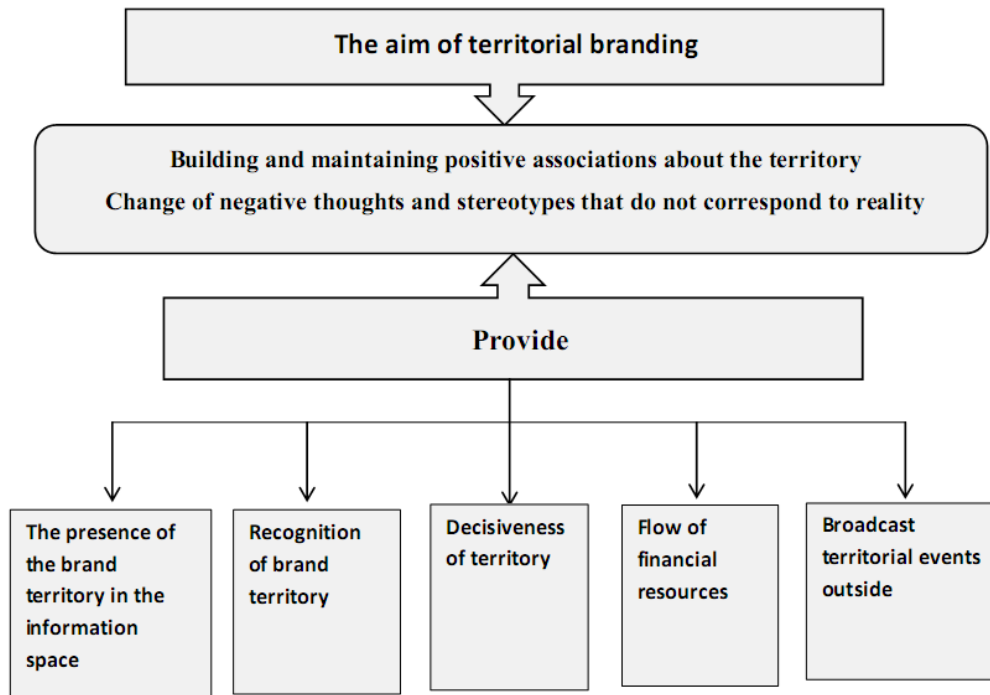 The aim of territorial branding
Building and maintaining positive associations about the territory
Change of negative thoughts and stereotypes that do not correspond to reality
Provide
The presence of
the brand
territory in the
information
space
Recognition
of brand
territory
Decisiveness
of territory
Flow of
financial
resources
Broadcast
territorial events
outside